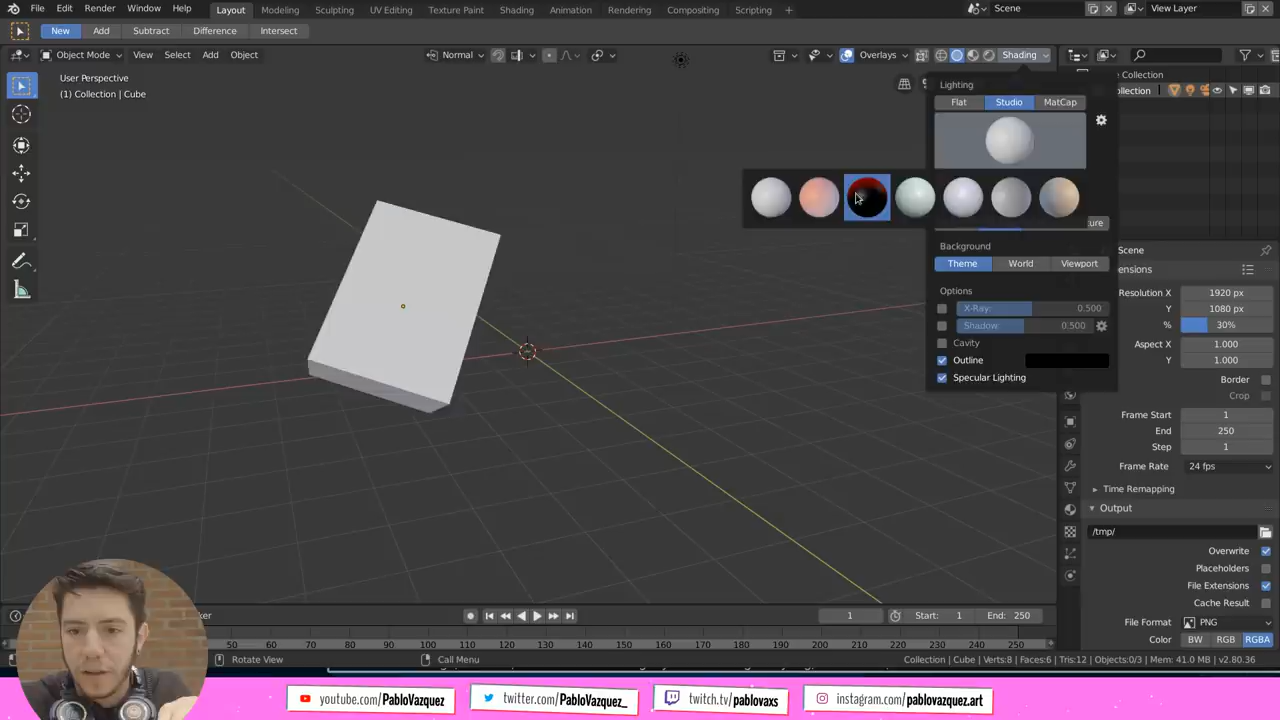 File Edit Render Window Help Layout Modeling Sculpting UV Editing Texture Paint Shading Animation Rendering Compositing Scripting + Scene View Layer
New Add Subtract Difference Intersect
Object Mode View Select Add Object Normal Overlays Shading
User Perspective
(1) Collection | Cube
Collection
ollection
Lighting
Flat Studio MatCap
ure
Background
Theme World Viewport
Options
X-Ray: 0.500
Shadow: 0.500
Cavity
Outline
Specular Lighting
Scene
ensions
Resolution X 1920 px
Y 1080 px
% 30%
Aspect X 1.000
Y 1.000
Border
Crop
Frame Start 1
End 250
Step 1
Frame Rate 24 fps
Time Remapping
Output
/tmp/
Overwrite
Placeholders
File Extensions
Cache Result
File Format PNG
Color BW RGB RGBA
ker 1 Start: 1 End: 250
50 60 70 80 90 100 110 120 130 140 150 160 170 180 190 200 210 220 230 240 250
Rotate View Call Menu Collection | Cube | Verts:8 | Faces:6 | Tris:12 | Objects:0/3 | Mem: 41.0 MB | v2.80.36
youtube.com/PabloVazquez twitter.com/PabloVazquez_ twitch.tv/pablovaxs instagram.com/pablovazquez.art